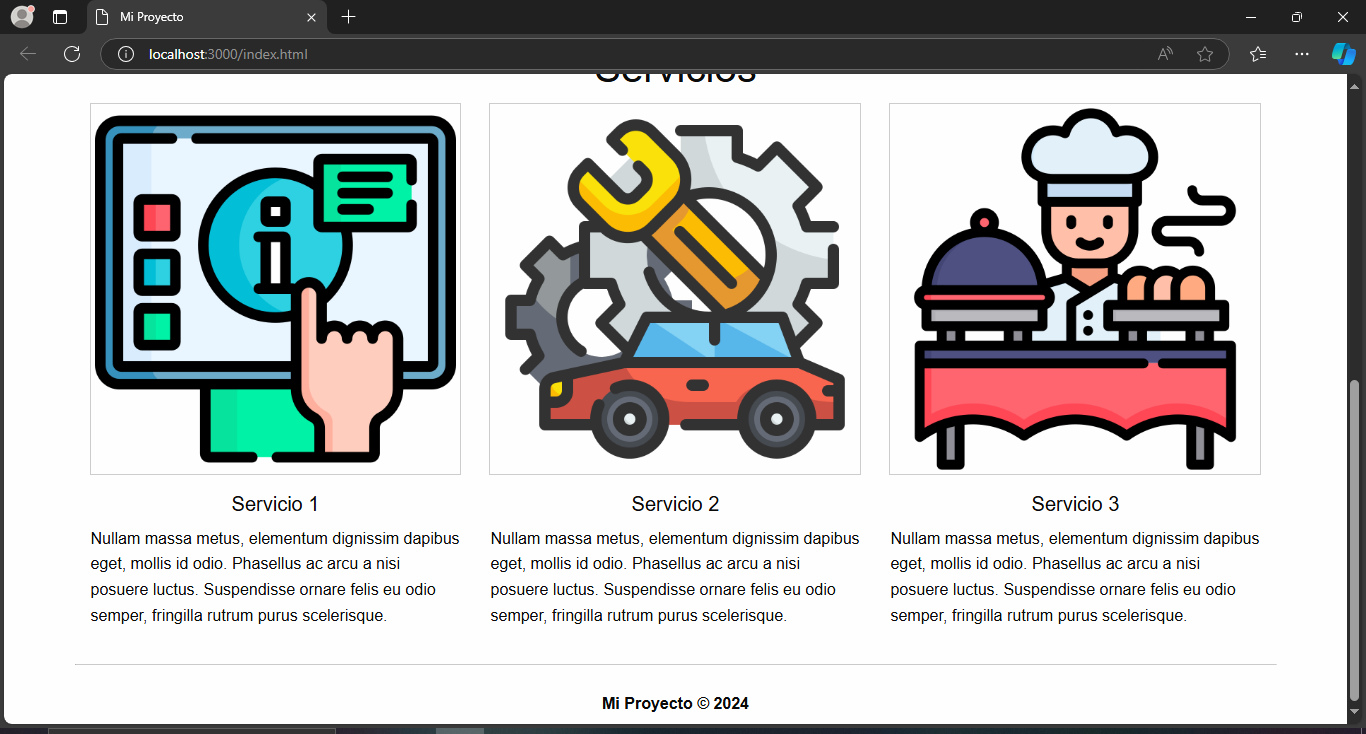 Mi Proyecto
localhost:3000/index.html
Servicios
Servicio 1
Nullam massa metus, elementum dignissim dapibus
eget, mollis id odio. Phasellus ac arcu a nisi
posuere luctus. Suspendisse ornare felis eu odio
semper, fringilla rutrum purus scelerisque.
Servicio 2
Nullam massa metus, elementum dignissim dapibus
eget, mollis id odio. Phasellus ac arcu a nisi
posuere luctus. Suspendisse ornare felis eu odio
semper, fringilla rutrum purus scelerisque.
Servicio 3
Nullam massa metus, elementum dignissim dapibus
eget, mollis id odio. Phasellus ac arcu a nisi
posuere luctus. Suspendisse ornare felis eu odio
semper, fringilla rutrum purus scelerisque.
Mi Proyecto © 2024